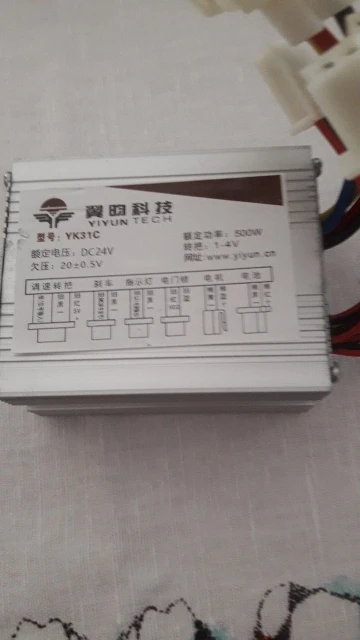 翼昀科技
YIYUN TECH
型号: YK31C
额定电压: DC24V
欠压: 20±0.5V
额定功率: 500W
转把: 1-4V
网址:www.yiyun.cn
调速转把 刹车 指示灯 电门锁 电机 电池